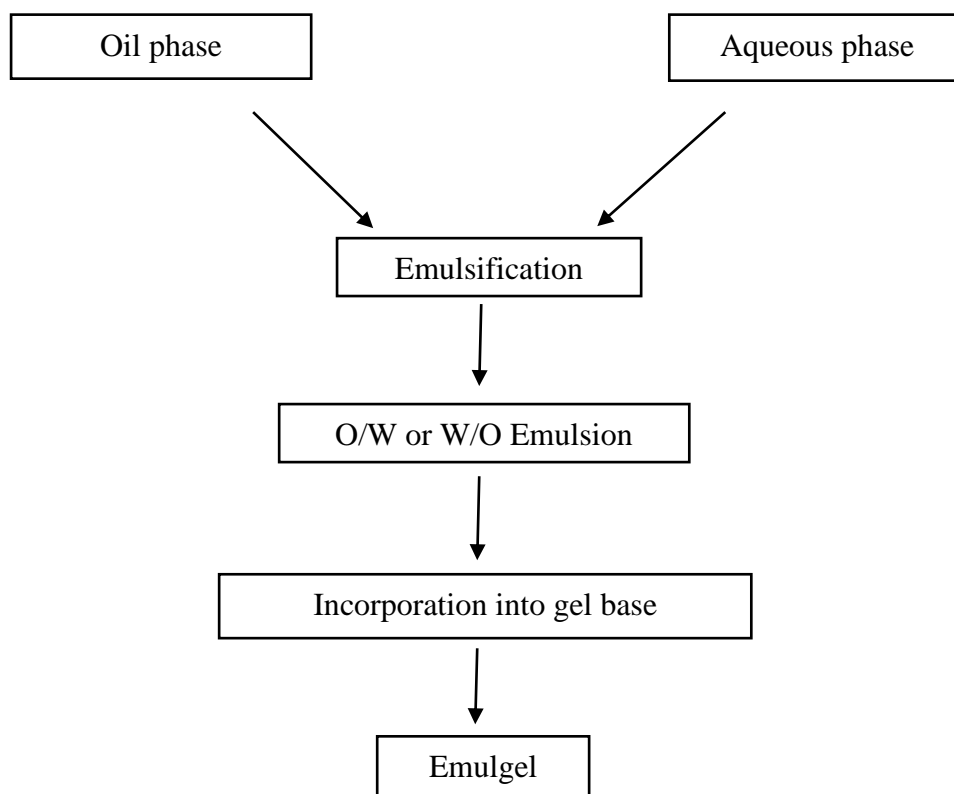 Oil phase
Aqueous phase
Emulsification
O/W or W/O Emulsion
Incorporation into gel base
Emulgel